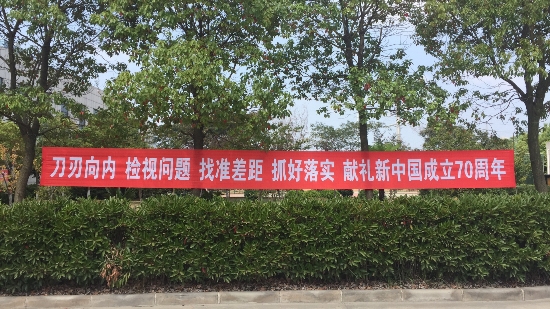 刀刃向内 检视问题 找准差距 抓好落实 献礼新中国成立70周年